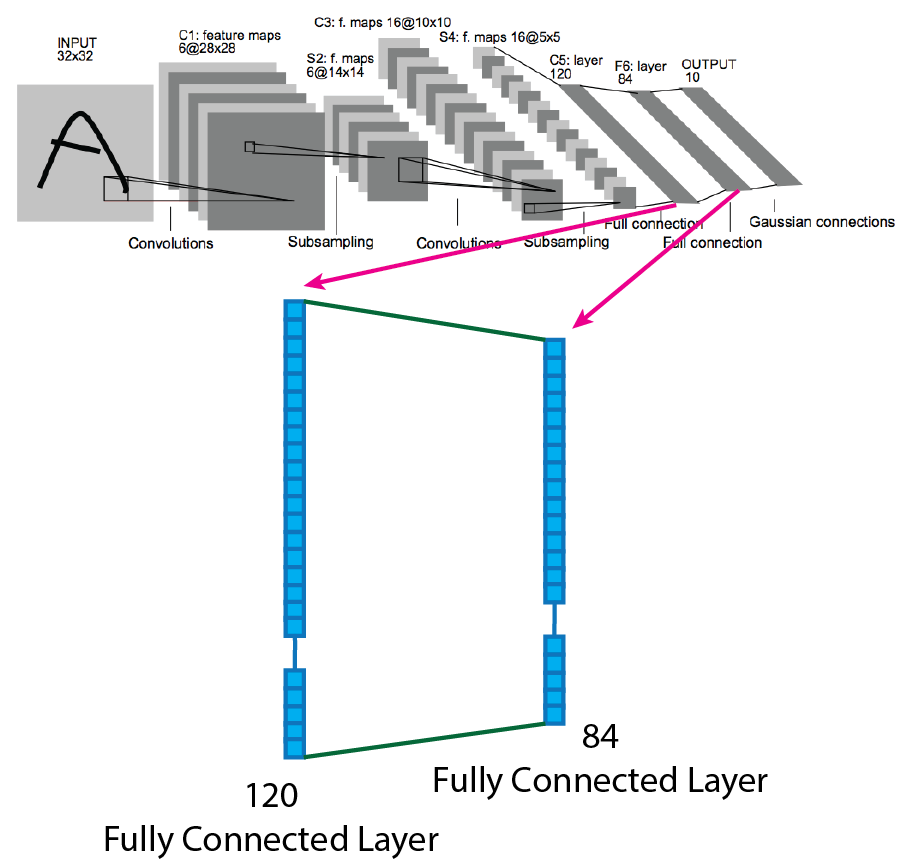 INPUT
32x32
C1: feature maps
6@28x28
C3: f. maps 16@10x10
S2: f. maps
6@14x14
S4: f. maps 16@5x5
C5: layer
120
F6: layer
84
OUTPUT
10
Convolutions
Subsampling
Convolutions
Subsampling
Full connection
Full connection
Gaussian connections
84
Fully Connected Layer
120
Fully Connected Layer